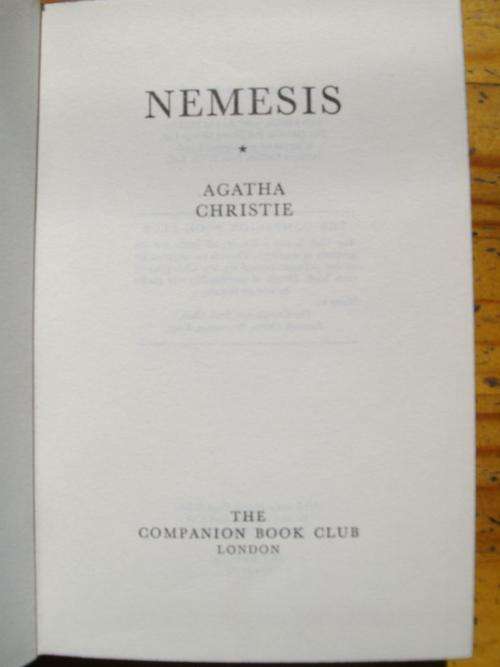 NEMESIS
★
AGATHA
CHRISTIE
THE
COMPANION BOOK CLUB
LONDON